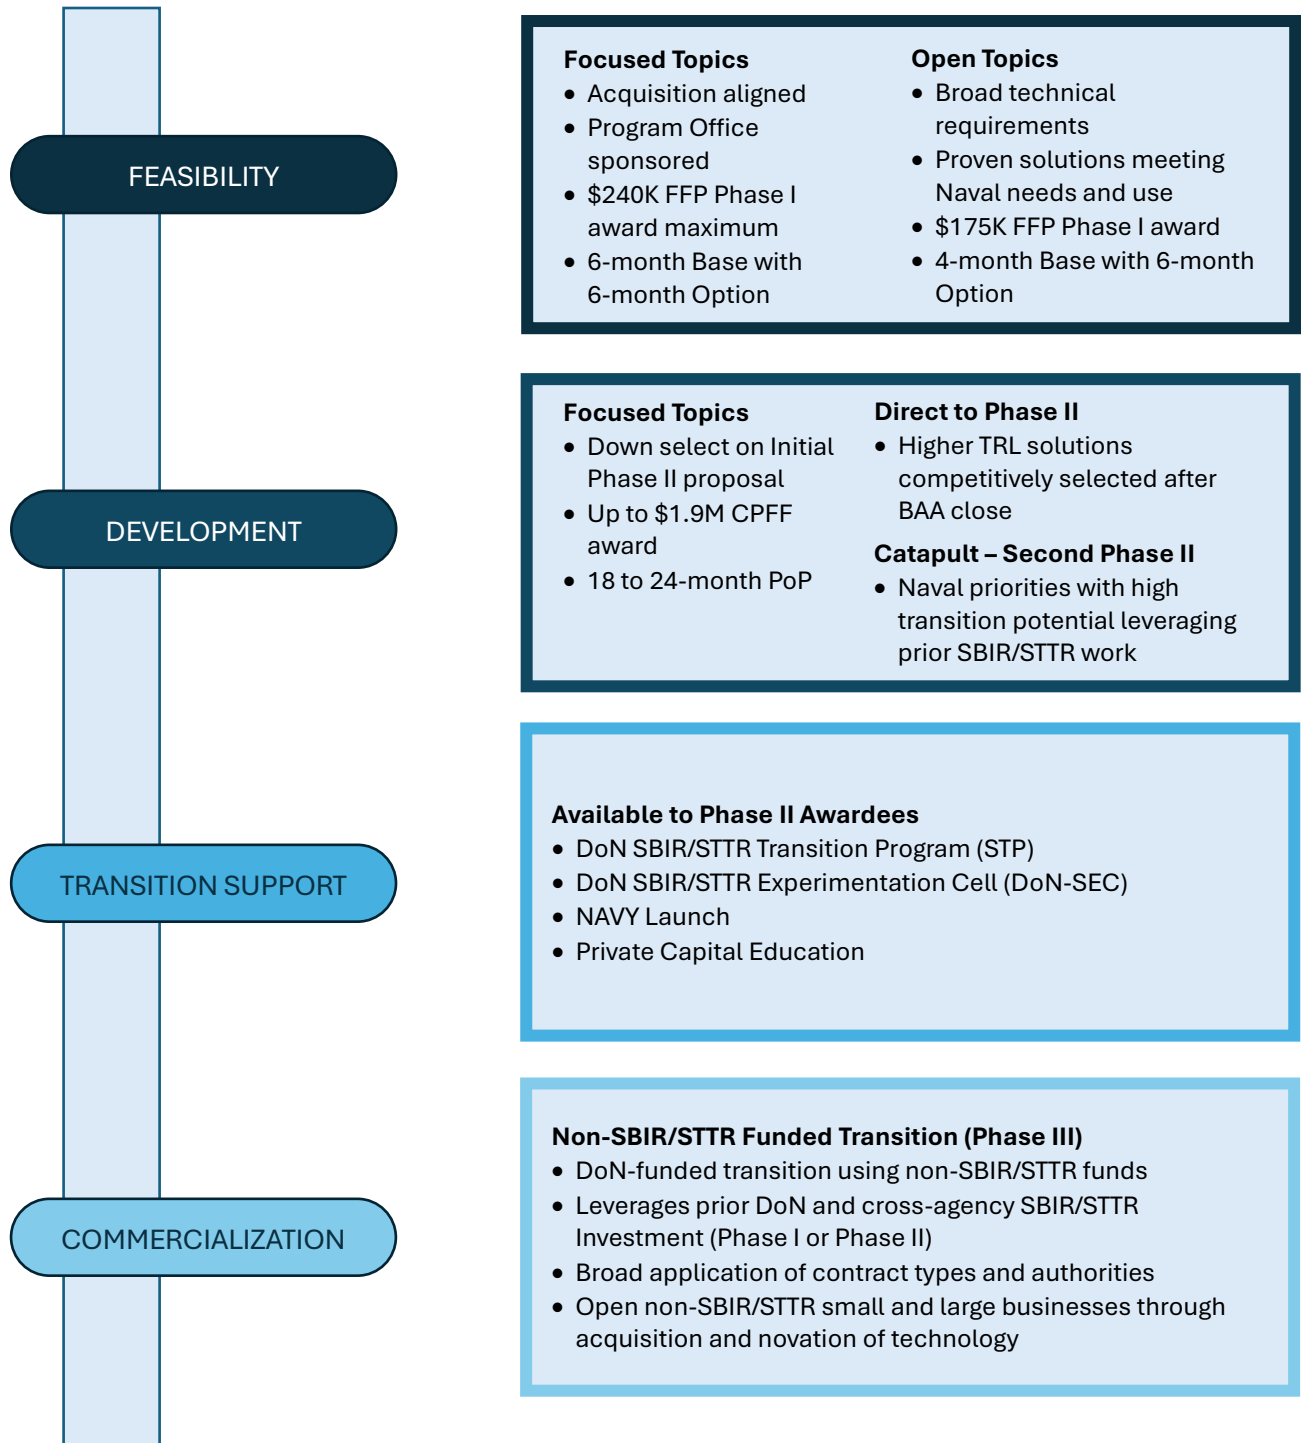 FEASIBILITY
Focused Topics
• Acquisition aligned
• Program Office
sponsored
• $240K FFP Phase I
award maximum
• 6-month Base with
6-month Option
Open Topics
• Broad technical
requirements
• Proven solutions meeting
Naval needs and use
• $175K FFP Phase I award
• 4-month Base with 6-month
Option
DEVELOPMENT
Focused Topics
• Down select on Initial
Phase II proposal
• Up to $1.9M CPFF
award
• 18 to 24-month PoP
Direct to Phase II
• Higher TRL solutions
competitively selected after
BAA close
Catapult – Second Phase II
• Naval priorities with high
transition potential leveraging
prior SBIR/STTR work
TRANSITION SUPPORT
Available to Phase II Awardees
• DoN SBIR/STTR Transition Program (STP)
• DoN SBIR/STTR Experimentation Cell (DoN-SEC)
• NAVY Launch
• Private Capital Education
COMMERCIALIZATION
Non-SBIR/STTR Funded Transition (Phase III)
• DoN-funded transition using non-SBIR/STTR funds
• Leverages prior DoN and cross-agency SBIR/STTR
Investment (Phase I or Phase II)
• Broad application of contract types and authorities
• Open non-SBIR/STTR small and large businesses through
acquisition and novation of technology